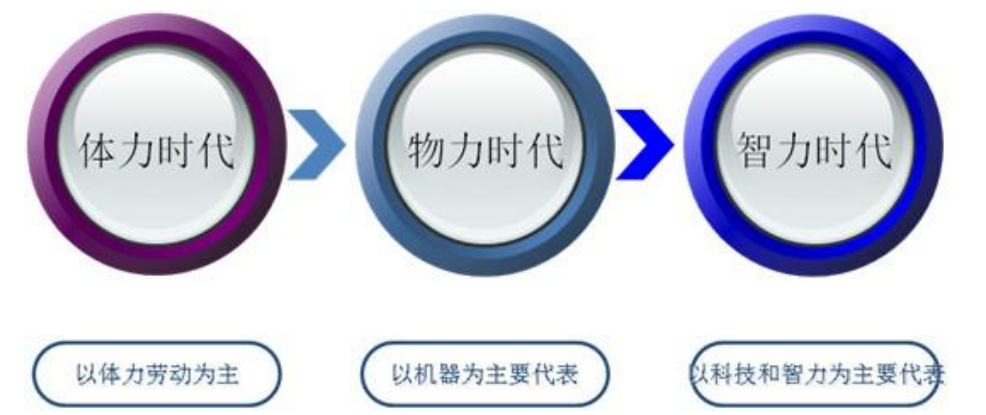 体力时代
物力时代
智力时代
以体力劳动为主
以机器为主要代表
以科技和智力为主要代表